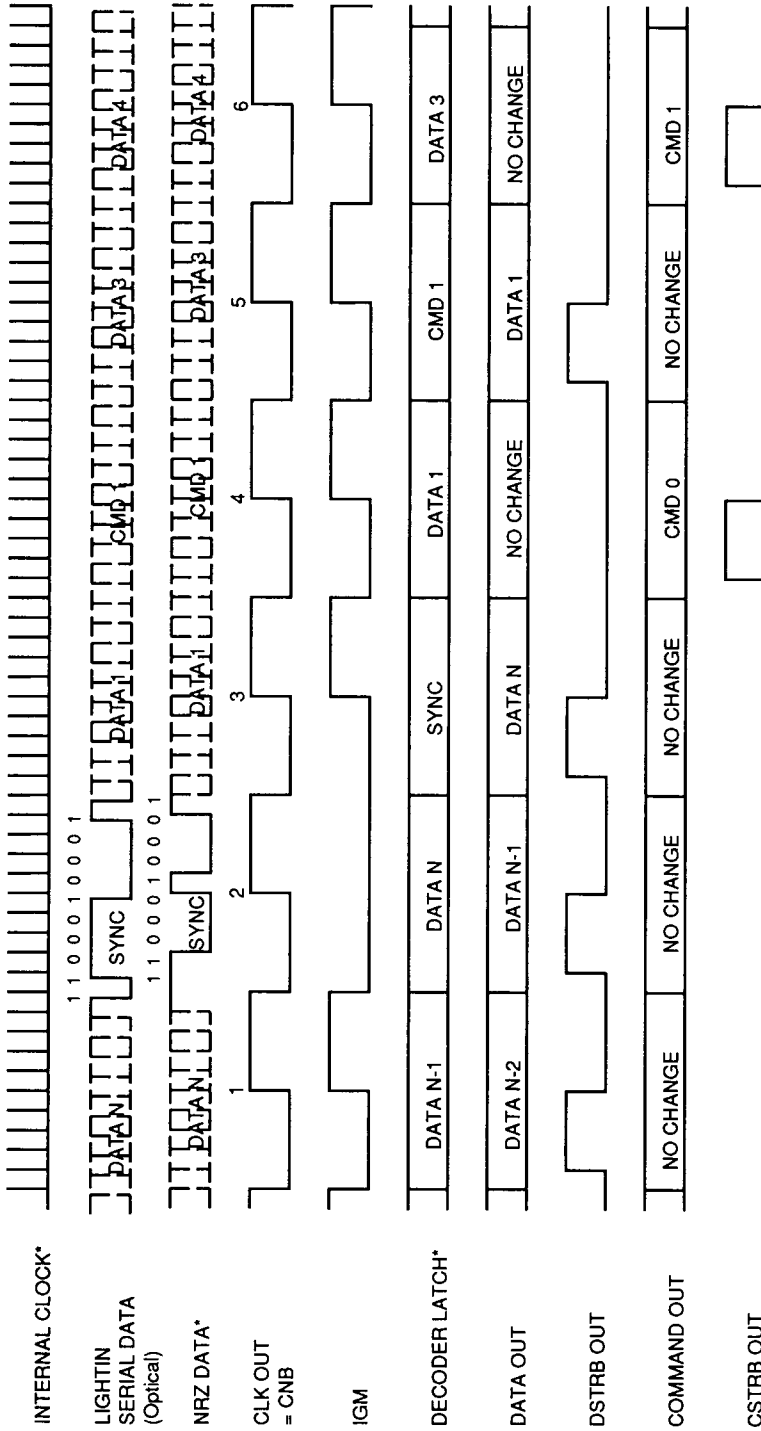 INTERNAL CLOCK*
LIGHTIN
SERIAL DATA
(Optical)
1 1 0 0 0 1 0 0 0 1
DATA N
SYNC
DATA 1
CMD 1
DATA 3
DATA 4
NRZ DATA*
1 1 0 0 0 1 0 0 0 1
DATA N
SYNC
DATA 1
CMD 1
DATA 3
DATA 4
CLK OUT
= CNB
1 2 3 4 5 6
IGM
DECODER LATCH*
DATA N-1 DATA N SYNC DATA 1 CMD 1 DATA 3
DATA OUT
DATA N-2 DATA N-1 DATA N NO CHANGE DATA 1 NO CHANGE
DSTRB OUT
COMMAND OUT
NO CHANGE NO CHANGE NO CHANGE CMD 0 NO CHANGE CMD 1
CSTRB OUT